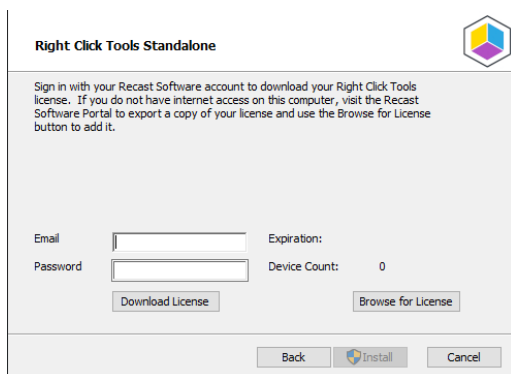 Right Click Tools Standalone
Sign in with your Recast Software account to download your Right Click Tools
license. If you do not have internet access on this computer, visit the Recast
Software Portal to export a copy of your license and use the Browse for License
button to add it.
Email
Expiration:
Password
Device Count: 0
Download License
Browse for License
Back
Install
Cancel